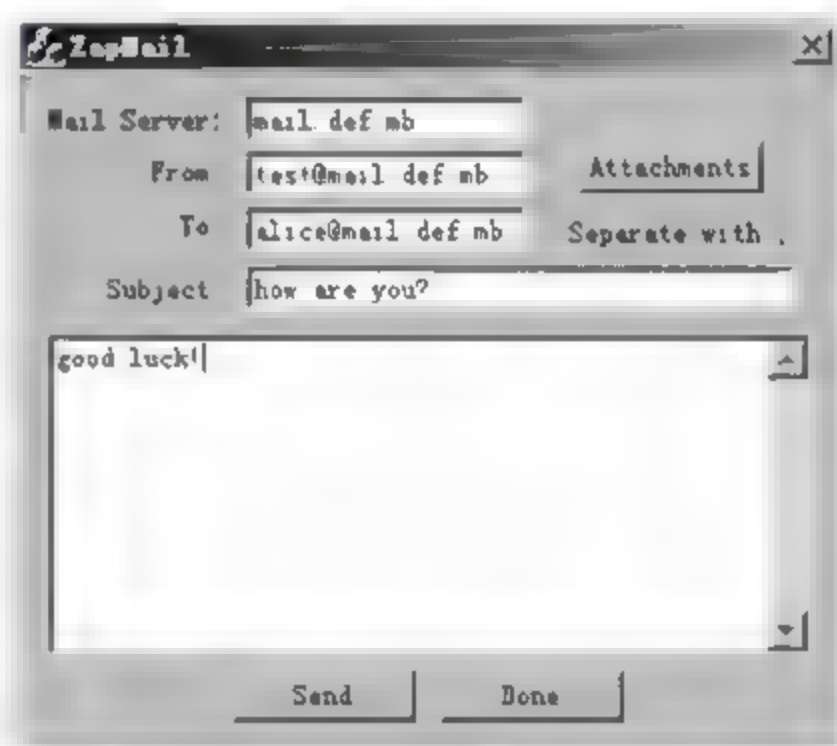 ZapMail
Mail Server: mail def mb
From test@mail def mb
Attachments
To alice@mail def mb
Separate with ,
Subject how are you?
good luck!
Send Done